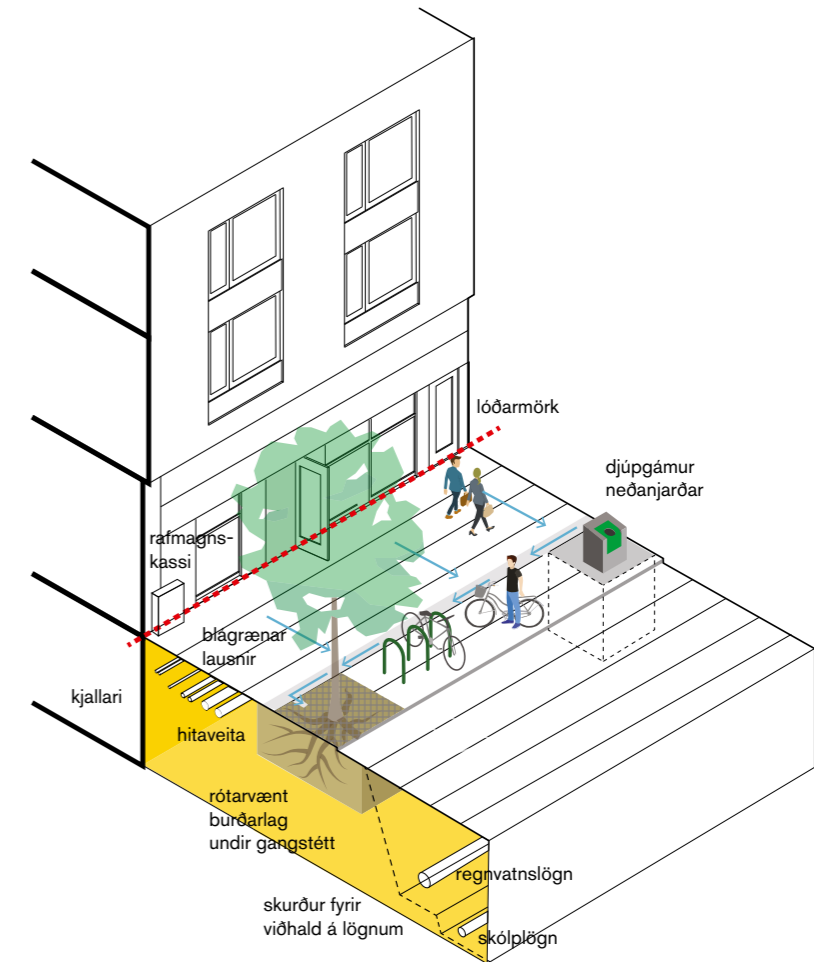 lóðarmörk
djúpgámur
neðanjarðar
rafmagns-
kassi
blágrænar
lausnir
kjallari
hitaveita
rótarvænt
burðarlag
undir gangstétt
regnvatnslögn
skurður fyrir
viðhald á lögnum
skólplögn